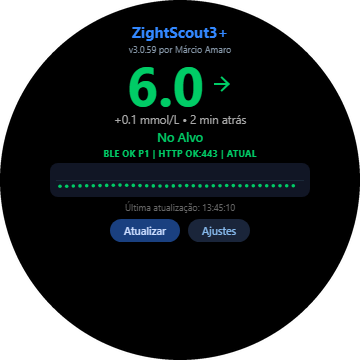 ZightScout3+
v3.0.59 por Márcio Amaro
6.0 →
+0.1 mmol/L • 2 min atrás
No Alvo
BLE OK P1 | HTTP OK:443 | ATUAL
Última atualização: 13:45:10
Atualizar
Ajustes